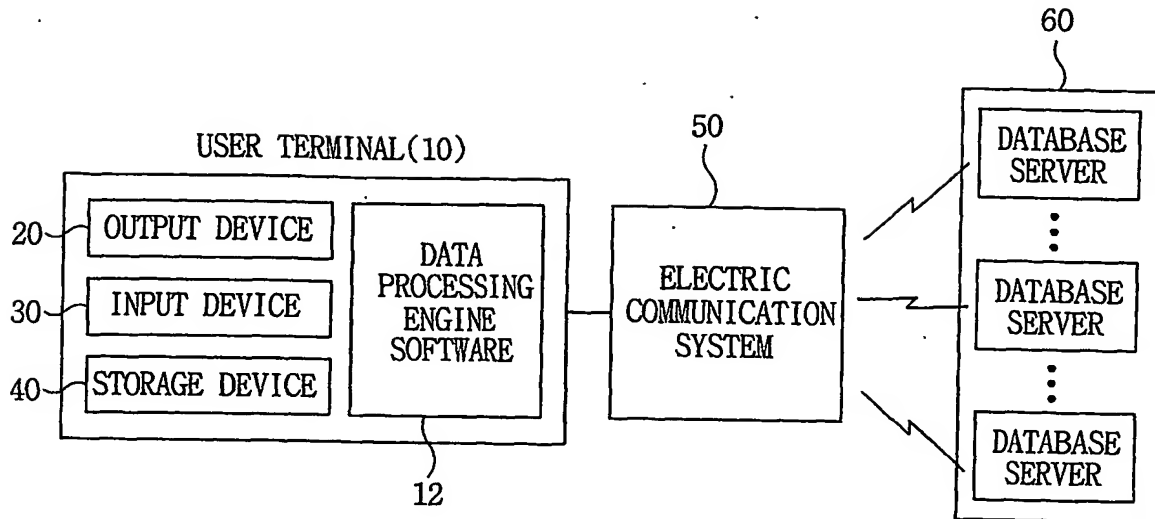 60
50
USER TERMINAL(10)
DATABASE
SERVER
20
OUTPUT DEVICE
30
INPUT DEVICE
40
STORAGE DEVICE
DATA
PROCESSING
ENGINE
SOFTWARE
12
ELECTRIC
COMMUNICATION
SYSTEM
DATABASE
SERVER
DATABASE
SERVER